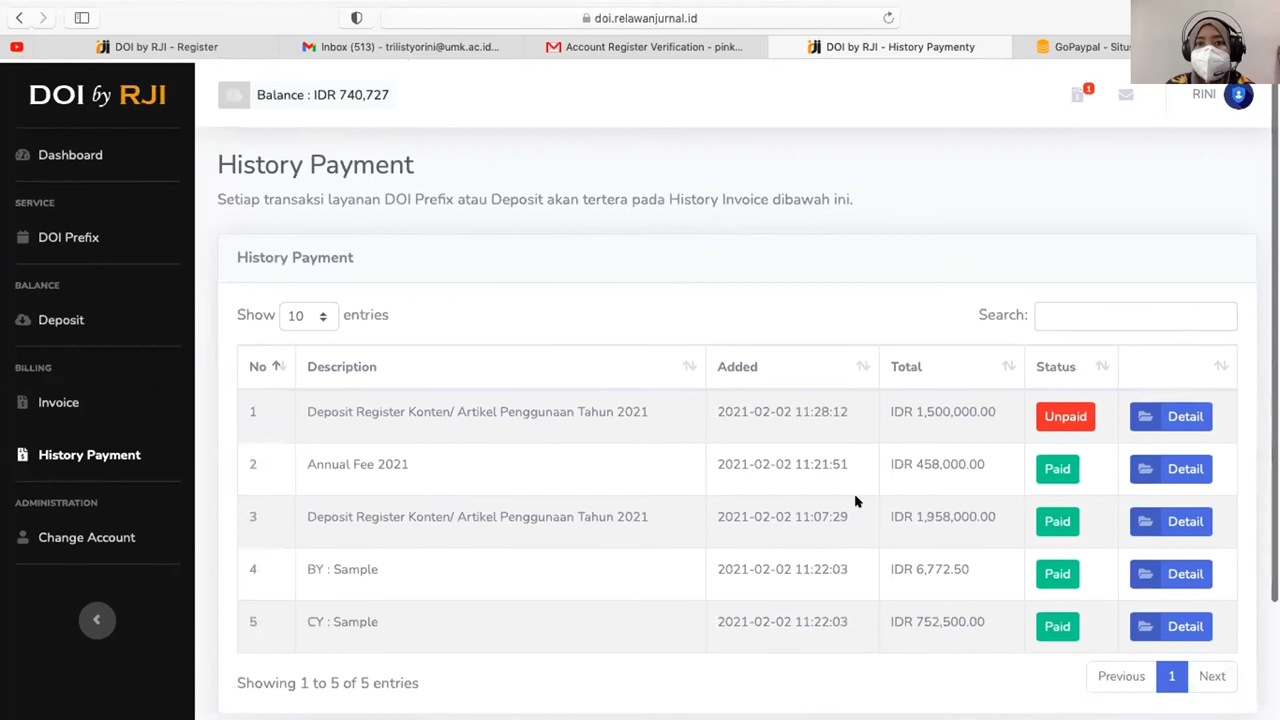 doi.relawanjurnal.id
DOI by RJI - Register
Inbox (513) - trilistyorini@umk.ac.id...
Account Register Verification - pink...
DOI by RJI - History Paymenty
GoPaypal - Situs
DOI by RJI
Balance : IDR 740,727
1
RINI
Dashboard
SERVICE
DOI Prefix
BALANCE
Deposit
BILLING
Invoice
History Payment
ADMINISTRATION
Change Account
History Payment
Setiap transaksi layanan DOI Prefix atau Deposit akan tertera pada History Invoice dibawah ini.
History Payment
Show 10 entries
Search:
No Description Added Total Status
1 Deposit Register Konten/ Artikel Penggunaan Tahun 2021 2021-02-02 11:28:12 IDR 1,500,000.00 Unpaid Detail
2 Annual Fee 2021 2021-02-02 11:21:51 IDR 458,000.00 Paid Detail
3 Deposit Register Konten/ Artikel Penggunaan Tahun 2021 2021-02-02 11:07:29 IDR 1,958,000.00 Paid Detail
4 BY : Sample 2021-02-02 11:22:03 IDR 6,772.50 Paid Detail
5 CY : Sample 2021-02-02 11:22:03 IDR 752,500.00 Paid Detail
Showing 1 to 5 of 5 entries
Previous 1 Next